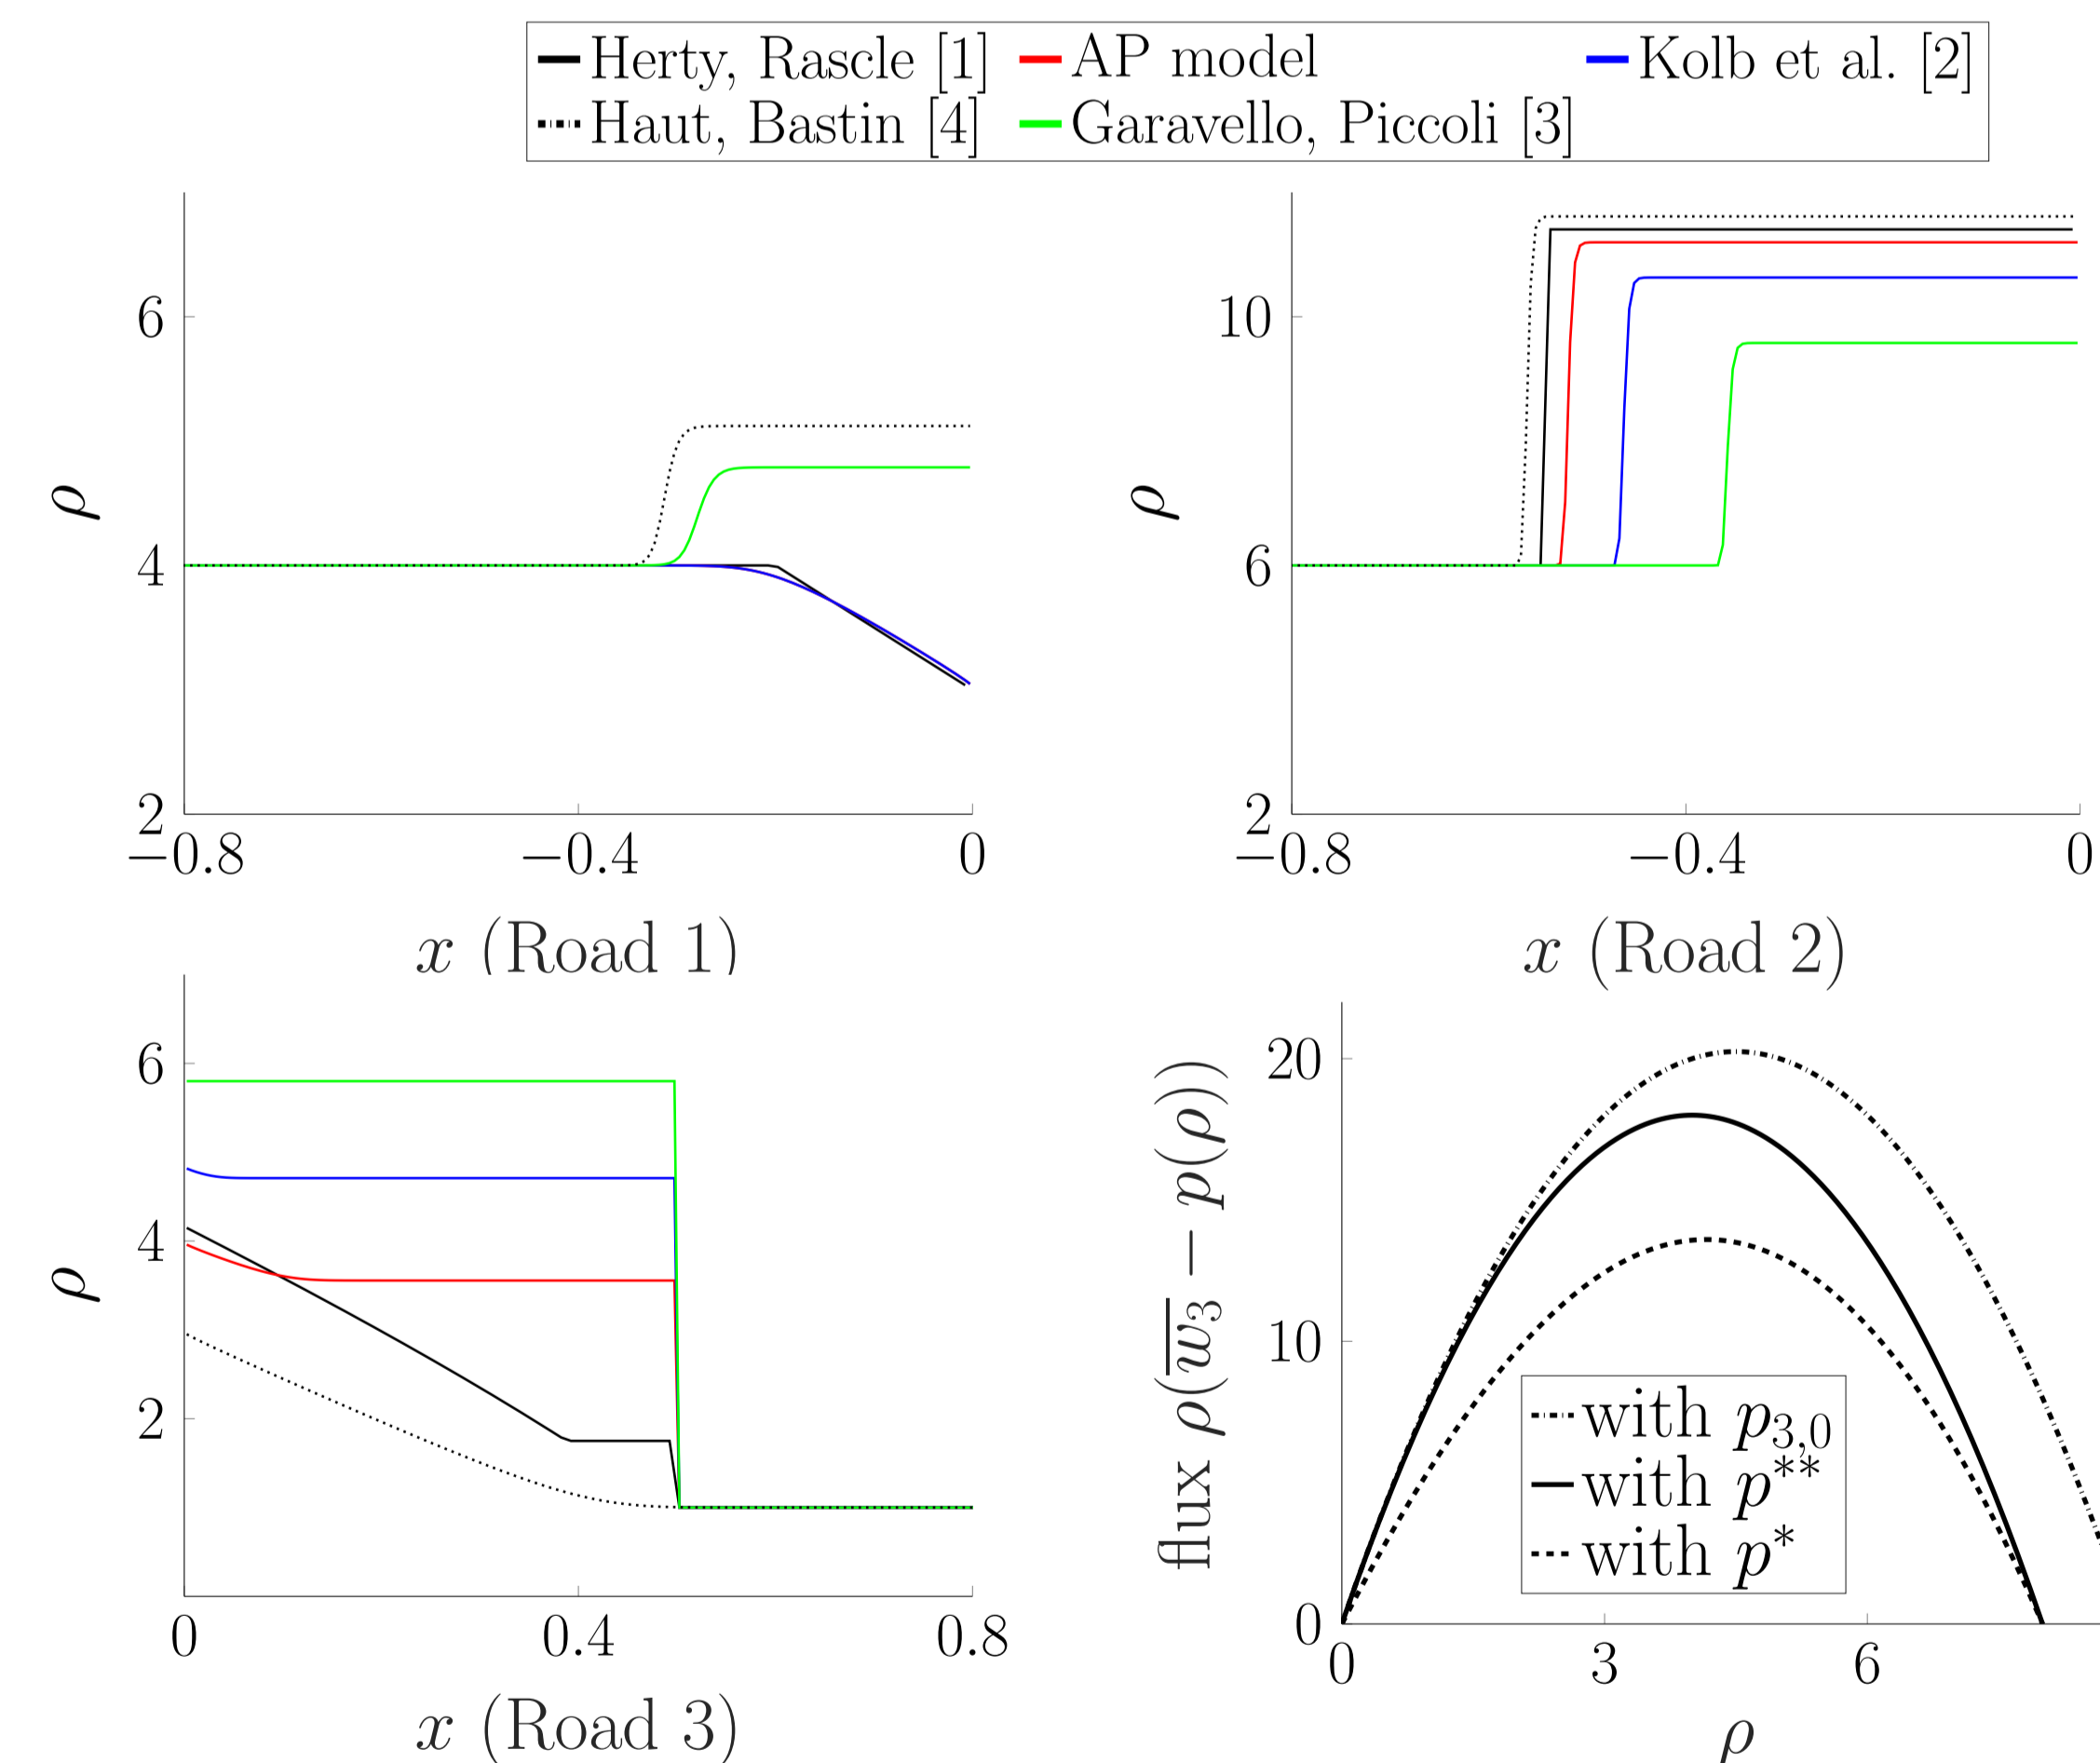 Herty, Rascle [1] AP model Kolb et al. [2]
Haut, Bastin [4] Garavello, Piccoli [3]
6
4
2
ρ
−0.8 −0.4 0
x (Road 1)
10
6
2
ρ
−0.8 −0.4 0
x (Road 2)
6
4
2
ρ
0 0.4 0.8
x (Road 3)
20
10
0
flux ρ(w̅₃ − p(ρ))
with p₃,₀
with p**
with p*
0 3 6
ρ